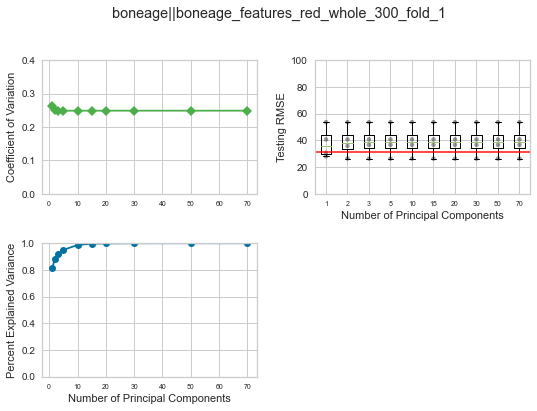 boneage||boneage_features_red_whole_300_fold_1
Coefficient of Variation
0.4
0.3
0.2
0.1
0.0
0 10 20 30 40 50 60 70
Testing RMSE
100
80
60
40
20
0
1 2 3 5 10 15 20 30 50 70
Number of Principal Components
Percent Explained Variance
1.0
0.8
0.6
0.4
0.2
0.0
0 10 20 30 40 50 60 70
Number of Principal Components